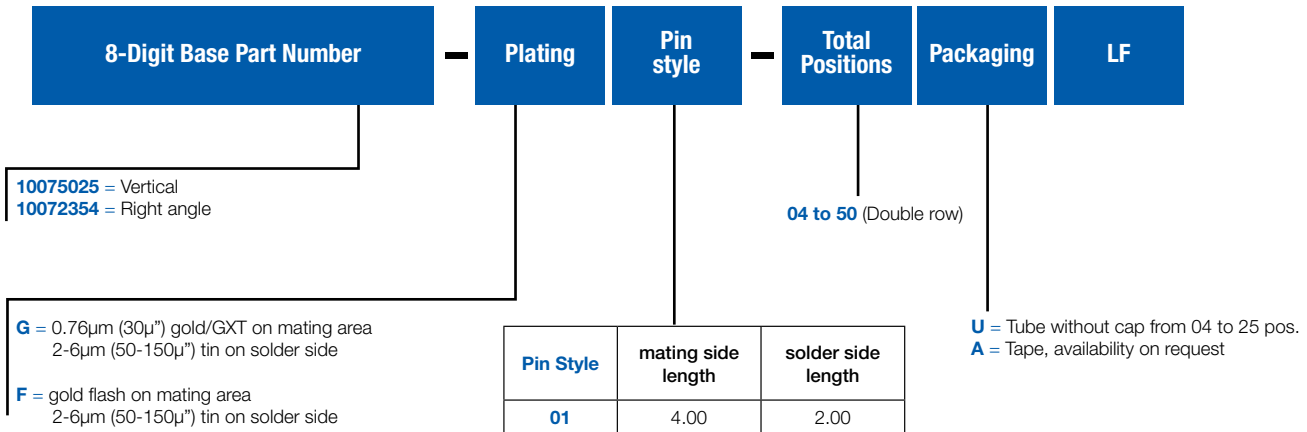 8-Digit Base Part Number
-
Plating
Pin
style
-
Total
Positions
Packaging
LF
10075025 = Vertical
10072354 = Right angle
04 to 50 (Double row)
G = 0.76µm (30µ”) gold/GXT on mating area
2-6µm (50-150µ”) tin on solder side
F = gold flash on mating area
2-6µm (50-150µ”) tin on solder side
Pin Style
mating side
length
solder side
length
01
4.00
2.00
U = Tube without cap from 04 to 25 pos.
A = Tape, availability on request